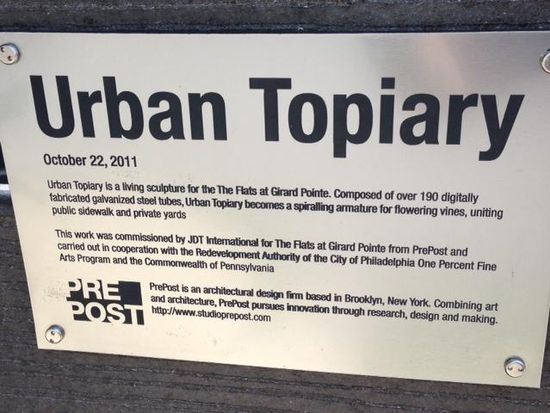 Urban Topiary
October 22, 2011
Urban Topiary is a living sculpture for the The Flats at Girard Pointe. Composed of over 190 digitally
fabricated galvanized steel tubes, Urban Topiary becomes a spiralling armature for flowering vines, uniting
public sidewalk and private yards
This work was commissioned by JDT International for The Flats at Girard Pointe from PrePost and
carried out in cooperation with the Redevelopment Authority of the City of Philadelphia One Percent Fine
Arts Program and the Commonwealth of Pennsylvania
PRE
POST
PrePost is an architectural design firm based in Brooklyn, New York. Combining art
and architecture, PrePost pursues innovation through research, design and making.
http://www.studioprepost.com